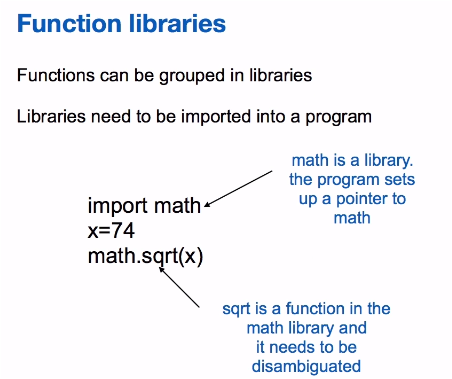 Function libraries
Functions can be grouped in libraries
Libraries need to be imported into a program
math is a library.
the program sets
up a pointer to
math
import math
x=74
math.sqrt(x)
sqrt is a function in the
math library and
it needs to be
disambiguated